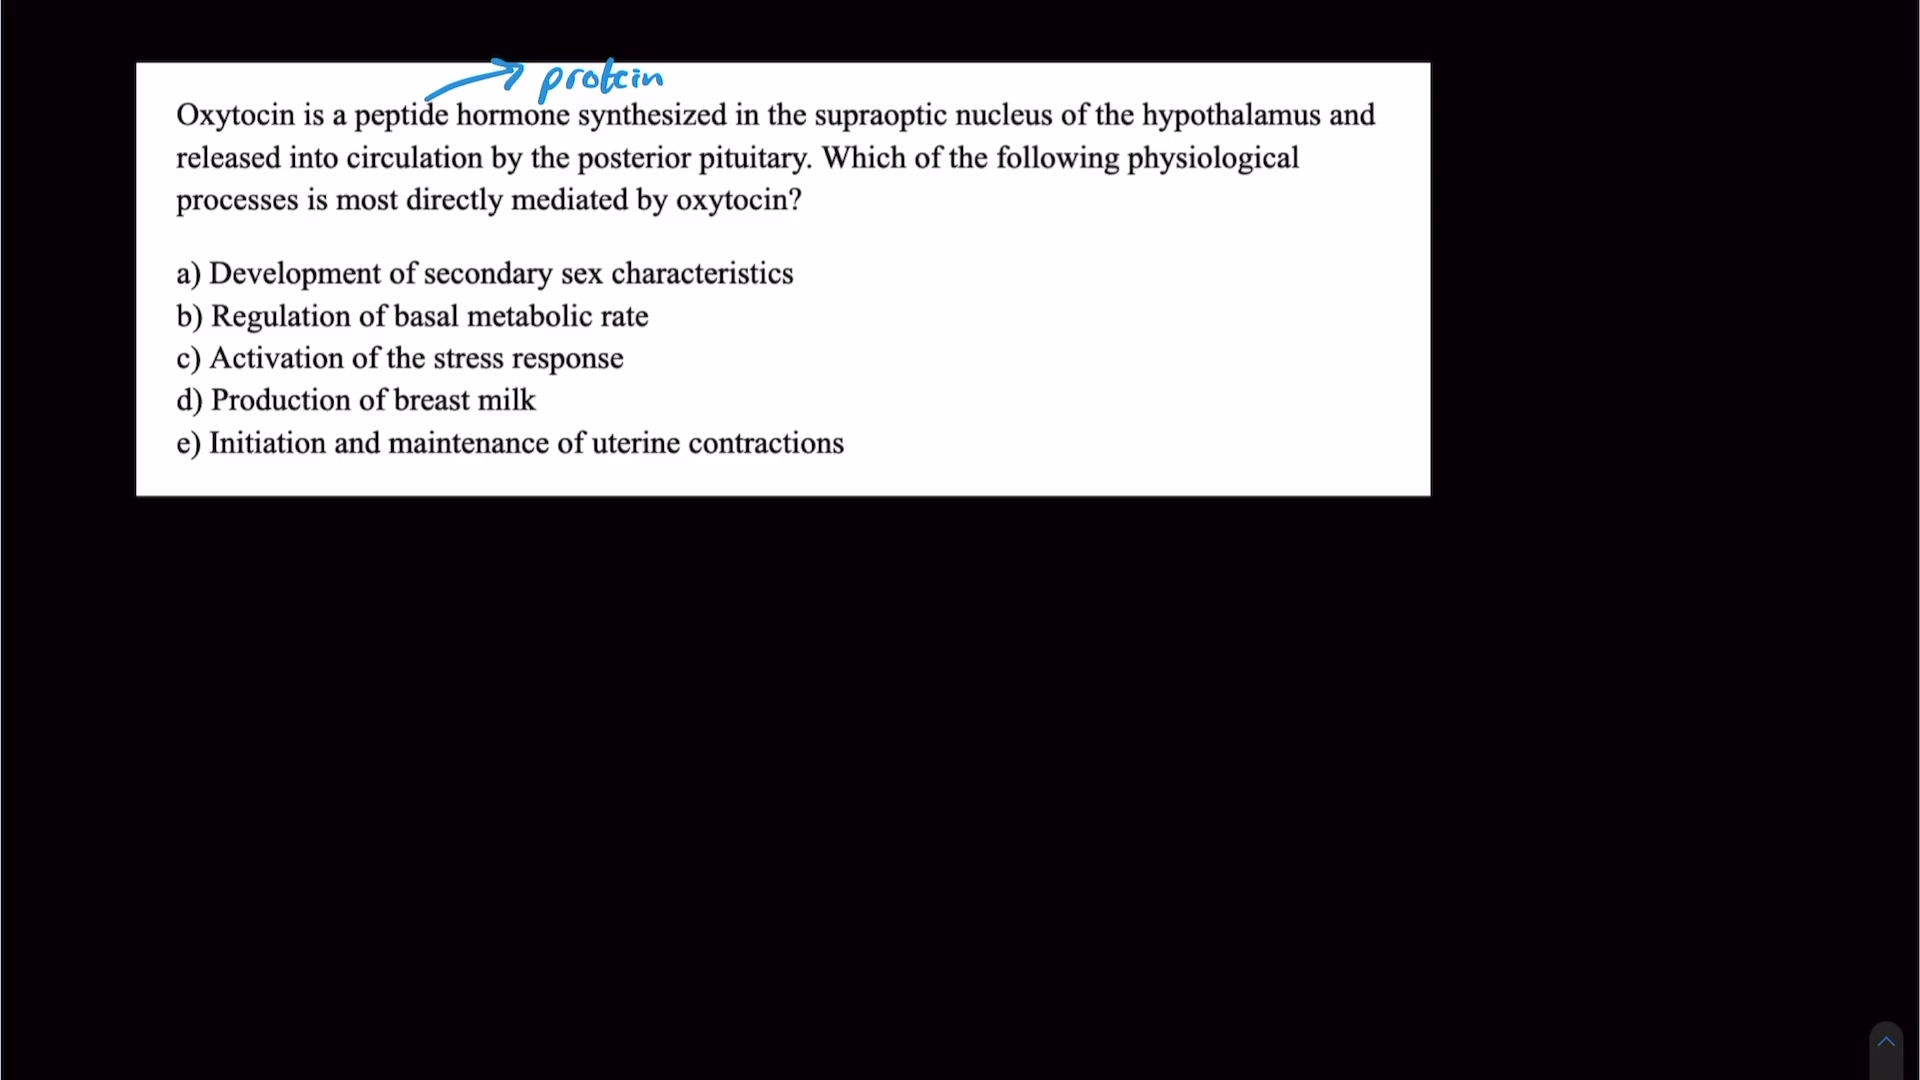 protein
Oxytocin is a peptide hormone synthesized in the supraoptic nucleus of the hypothalamus and
released into circulation by the posterior pituitary. Which of the following physiological
processes is most directly mediated by oxytocin?
a) Development of secondary sex characteristics
b) Regulation of basal metabolic rate
c) Activation of the stress response
d) Production of breast milk
e) Initiation and maintenance of uterine contractions